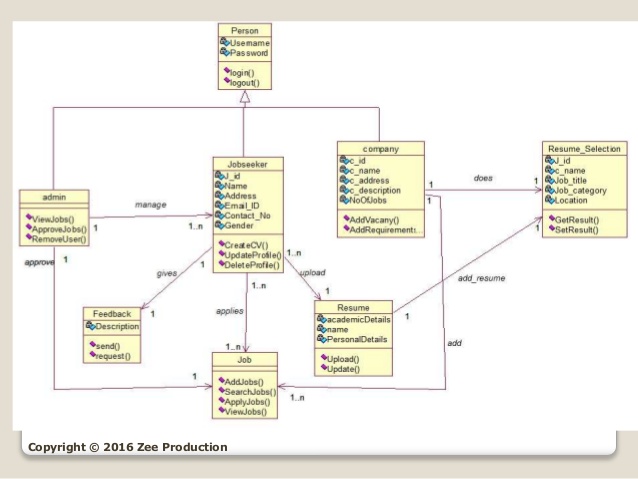 Person
Username
Password
login()
logout()
company
c_id
c_name
c_address
c_description
NoOfJobs
AddVacany()
AddRequirements...
Resume_Selection
J_id
c_name
Job_title
Job_category
Location
GetResult()
SetResult()
Jobseeker
J_id
Name
Address
Email_ID
Contact_No
Gender
CreateCV()
UpdateProfile()
DeleteProfile()
admin
ViewJobs()
ApproveJobs()
RemoveUser()
manage
1
1..n
does
1
1
approve
1
gives
1
1
applies
1..n
1..n
upload
1..n
1
add_resume
1
1
add
1
1..n
1
Feedback
Description
send()
request()
Resume
academicDetails
name
PersonalDetails
Upload()
Update()
Job
AddJobs()
SearchJobs()
ApplyJobs()
ViewJobs()
Copyright © 2016 Zee Production